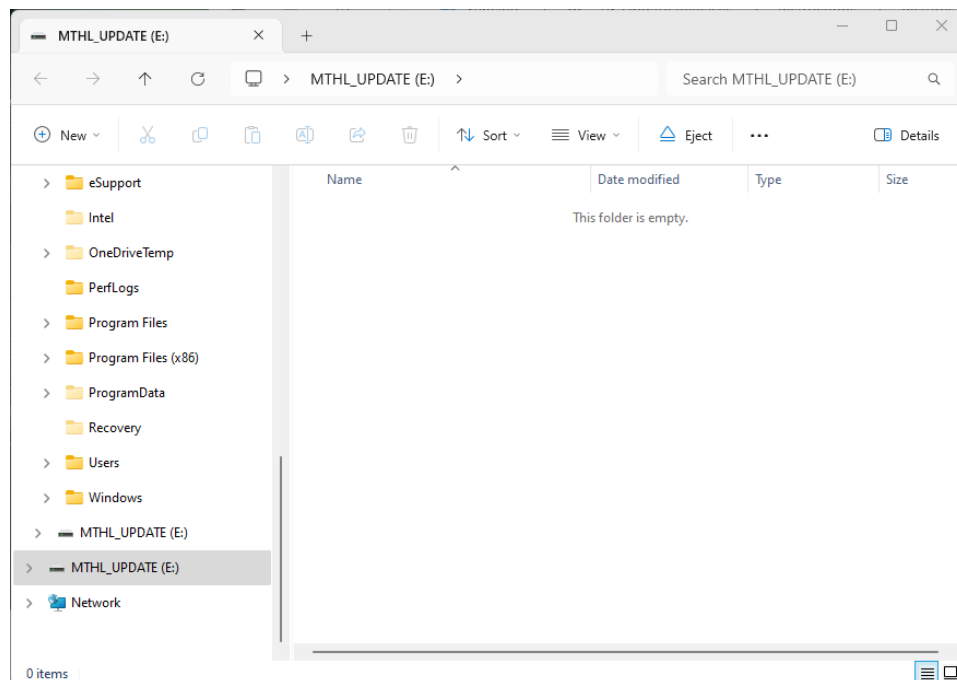 MTHL_UPDATE (E:)
MTHL_UPDATE (E:)
Search MTHL_UPDATE (E:)
New
Sort
View
Eject
Details
eSupport
Intel
OneDriveTemp
PerfLogs
Program Files
Program Files (x86)
ProgramData
Recovery
Users
Windows
MTHL_UPDATE (E:)
MTHL_UPDATE (E:)
Network
Name Date modified Type Size
This folder is empty.
0 items